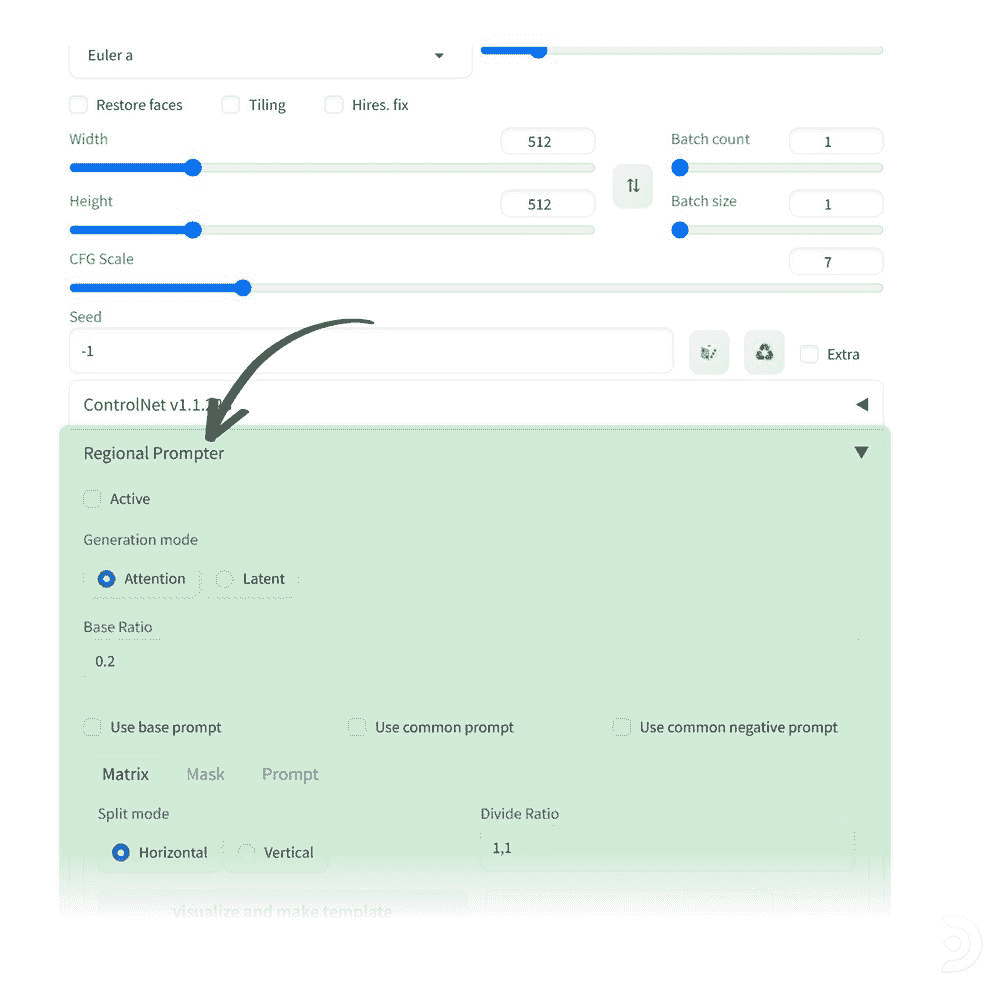 Euler a
Restore faces Tiling Hires. fix
Width 512 Batch count 1
Height 512 Batch size 1
CFG Scale 7
Seed
-1 Extra
ControlNet v1.1.
Regional Prompter
Active
Generation mode
Attention Latent
Base Ratio
0.2
Use base prompt Use common prompt Use common negative prompt
Matrix Mask Prompt
Split mode Divide Ratio
Horizontal Vertical 1,1
visualize and make template